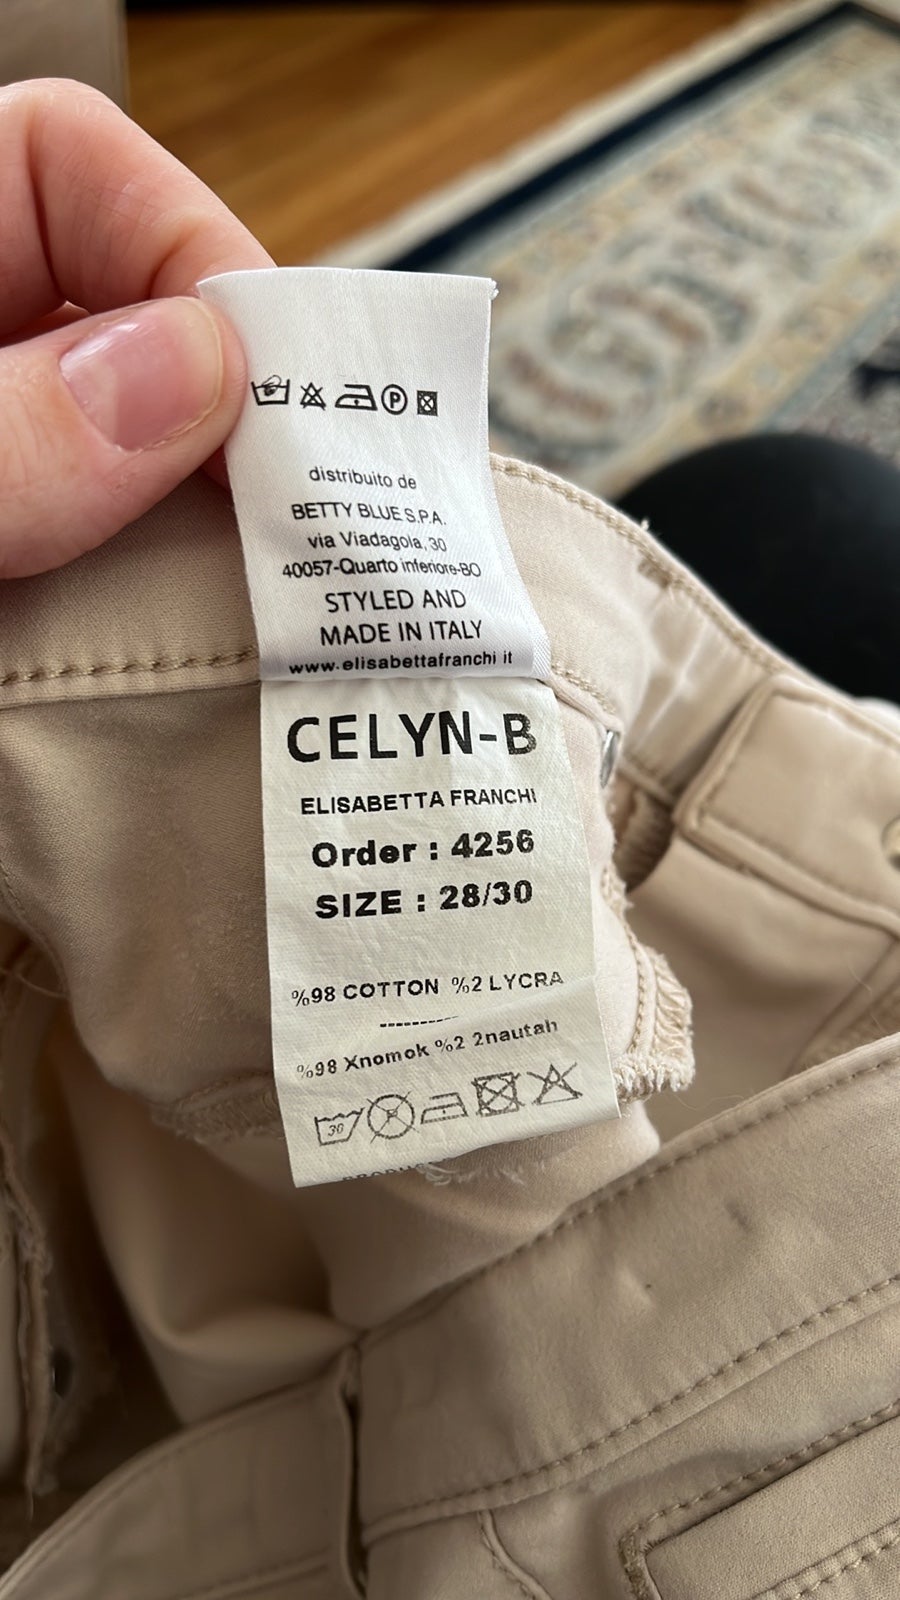 P
distribuito de
BETTY BLUE S.P.A.
via Viadagola, 30
40057-Quarto inferiore-BO
STYLED AND
MADE IN ITALY
www.elisabettafranchi it
CELYN-B
ELISABETTA FRANCHI
Order : 4256
SIZE : 28/30
%98 COTTON %2 LYCRA
----------
%98 Xnomok %2 2nautah
30 P